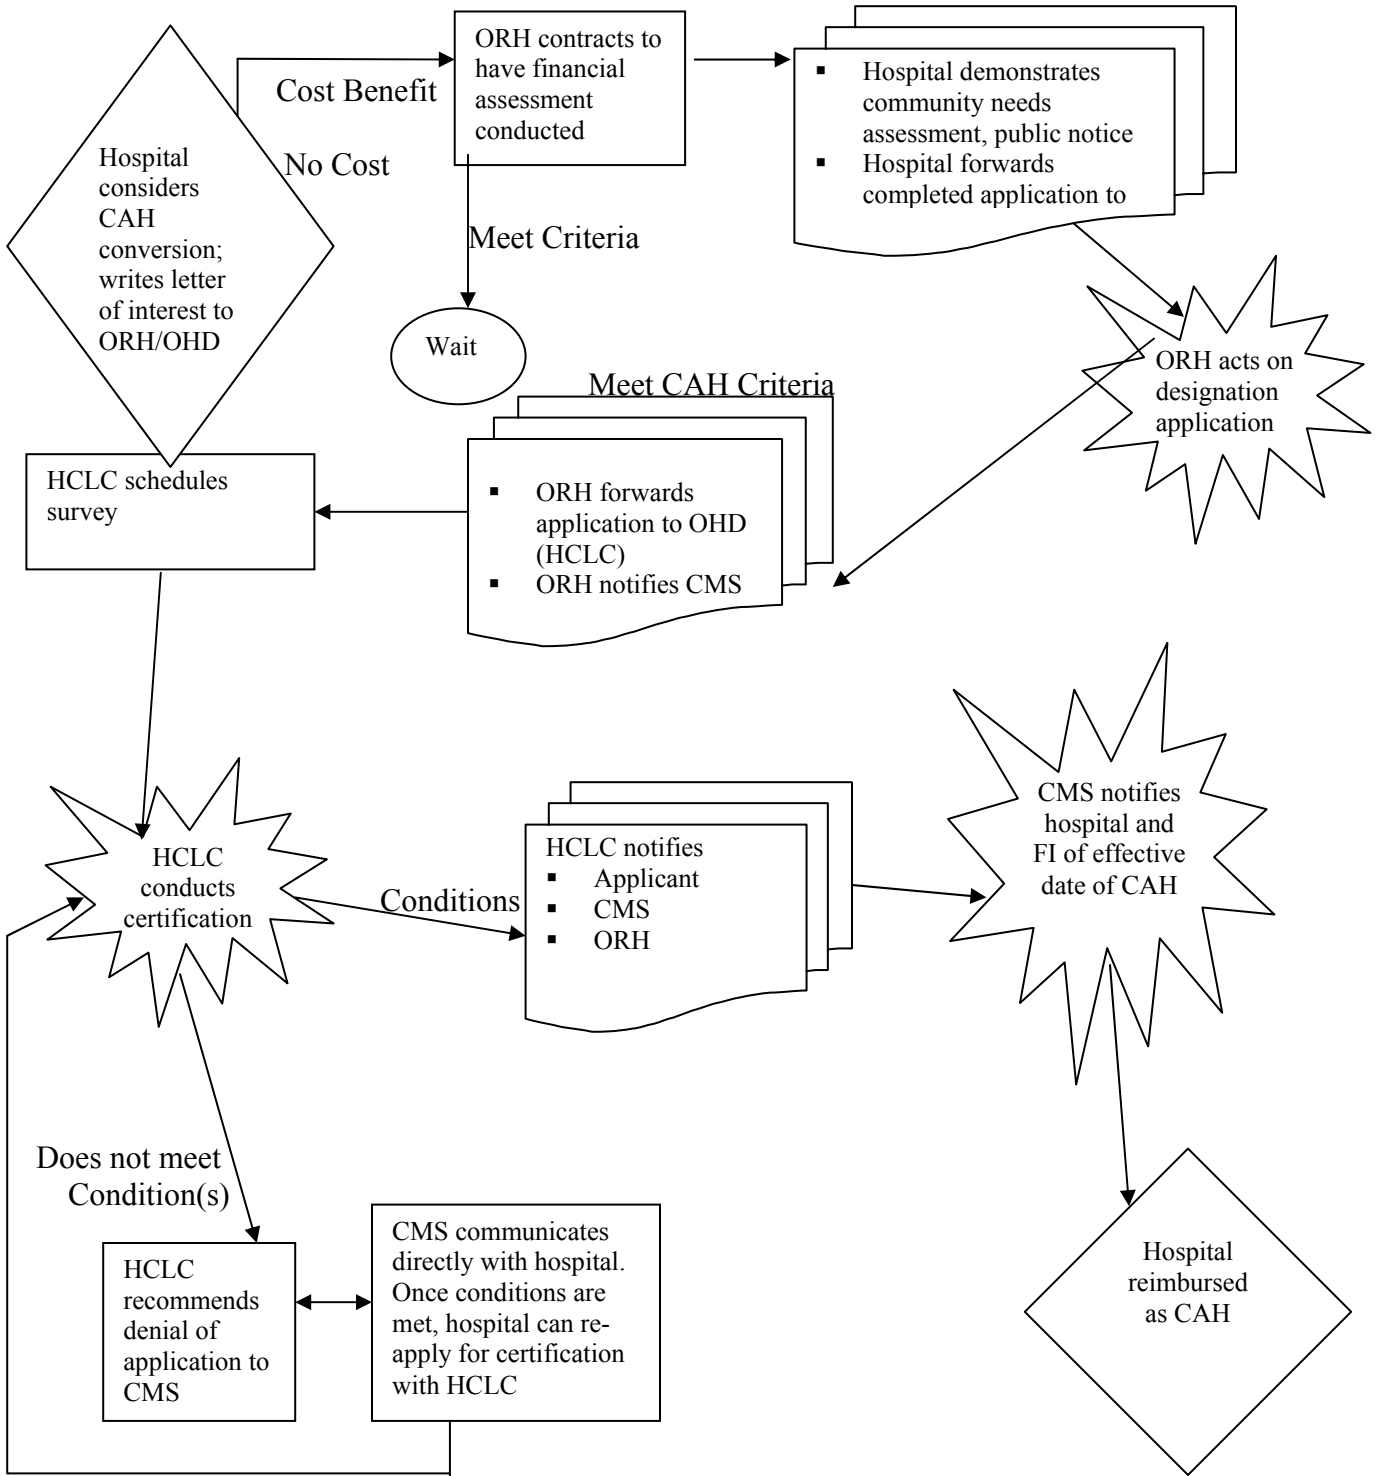 ORH contracts to
have financial
assessment
conducted
▪ Hospital demonstrates
community needs
assessment, public notice
▪ Hospital forwards
completed application to
Cost Benefit
No Cost
Hospital
considers
CAH
conversion;
writes letter
of interest to
ORH/OHD
Meet Criteria
Wait
ORH acts on
designation
application
Meet CAH Criteria
▪ ORH forwards
application to OHD
(HCLC)
▪ ORH notifies CMS
HCLC schedules
survey
HCLC
conducts
certification
Conditions
HCLC notifies
▪ Applicant
▪ CMS
▪ ORH
CMS notifies
hospital and
FI of effective
date of CAH
Does not meet
Condition(s)
HCLC
recommends
denial of
application to
CMS
CMS communicates
directly with hospital.
Once conditions are
met, hospital can re-
apply for certification
with HCLC
Hospital
reimbursed
as CAH